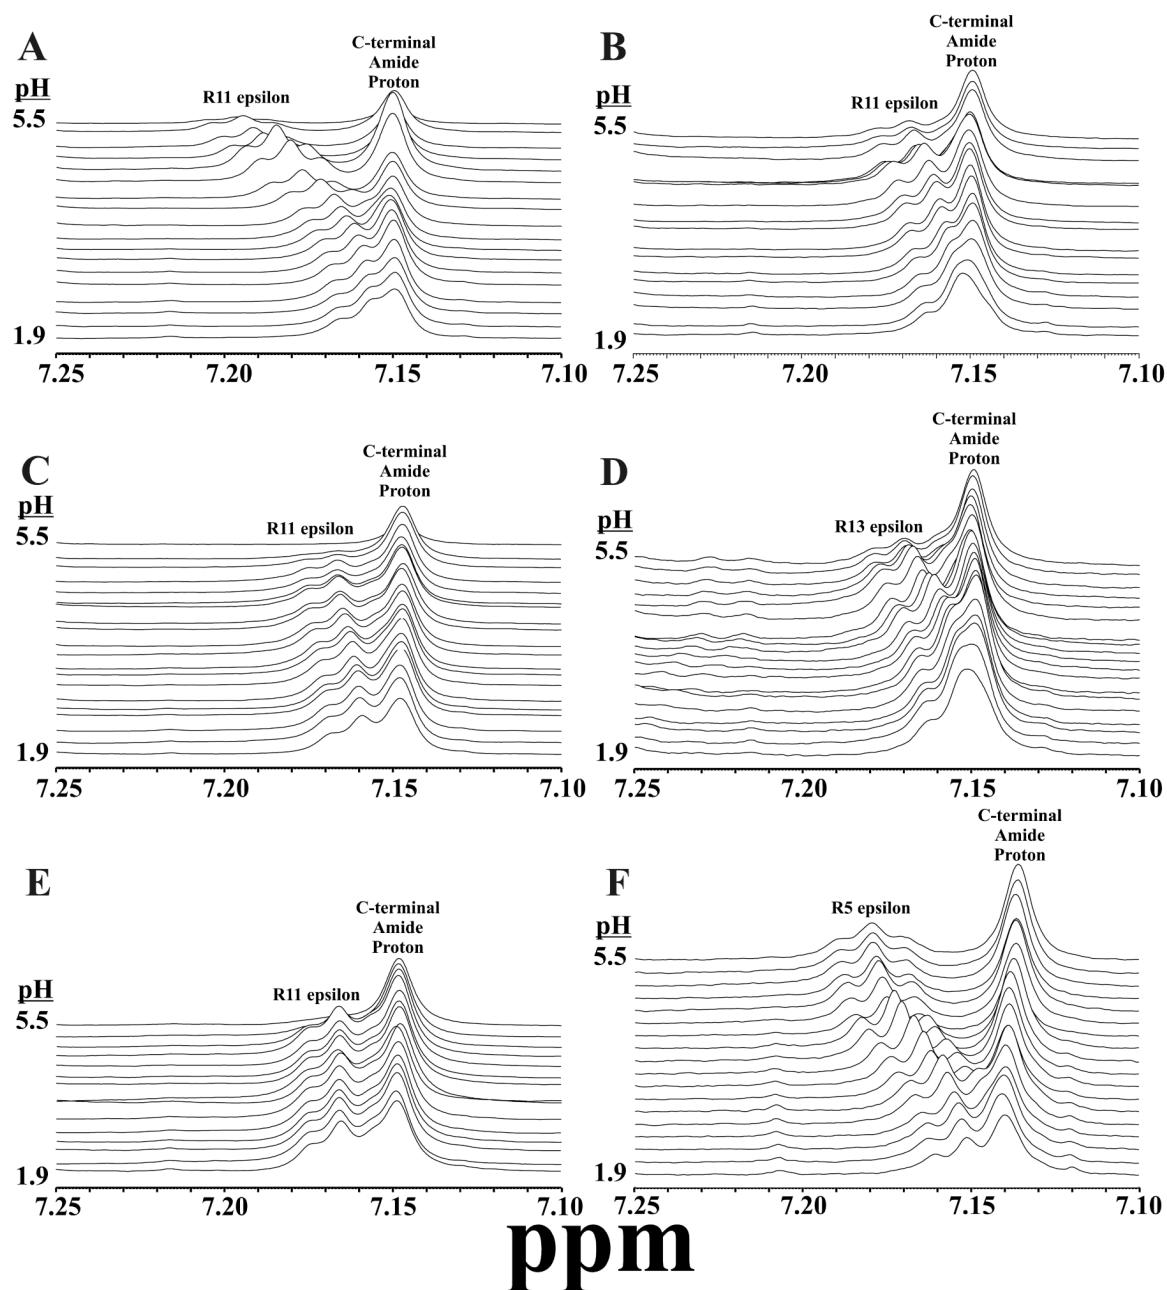 A
C-terminal
Amide
Proton
pH
R11 epsilon
5.5
1.9
7.25 7.20 7.15 7.10
B
C-terminal
Amide
Proton
pH
R11 epsilon
5.5
1.9
7.25 7.20 7.15 7.10
C
C-terminal
Amide
Proton
pH
R11 epsilon
5.5
1.9
7.25 7.20 7.15 7.10
D
C-terminal
Amide
Proton
pH
R13 epsilon
5.5
1.9
7.25 7.20 7.15 7.10
E
C-terminal
Amide
Proton
pH
R11 epsilon
5.5
1.9
7.25 7.20 7.15 7.10
F
C-terminal
Amide
Proton
R5 epsilon
pH
5.5
1.9
7.25 7.20 7.15 7.10
ppm